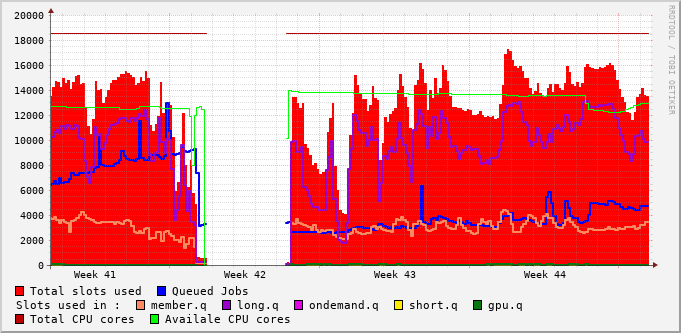 RRDTOOL / TOBI OETIKER
20000
18000
16000
14000
12000
10000
8000
6000
4000
2000
0
Week 41 Week 42 Week 43 Week 44
Total slots used Queued Jobs
Slots used in : member.q long.q ondemand.q short.q gpu.q
Total CPU cores Availale CPU cores